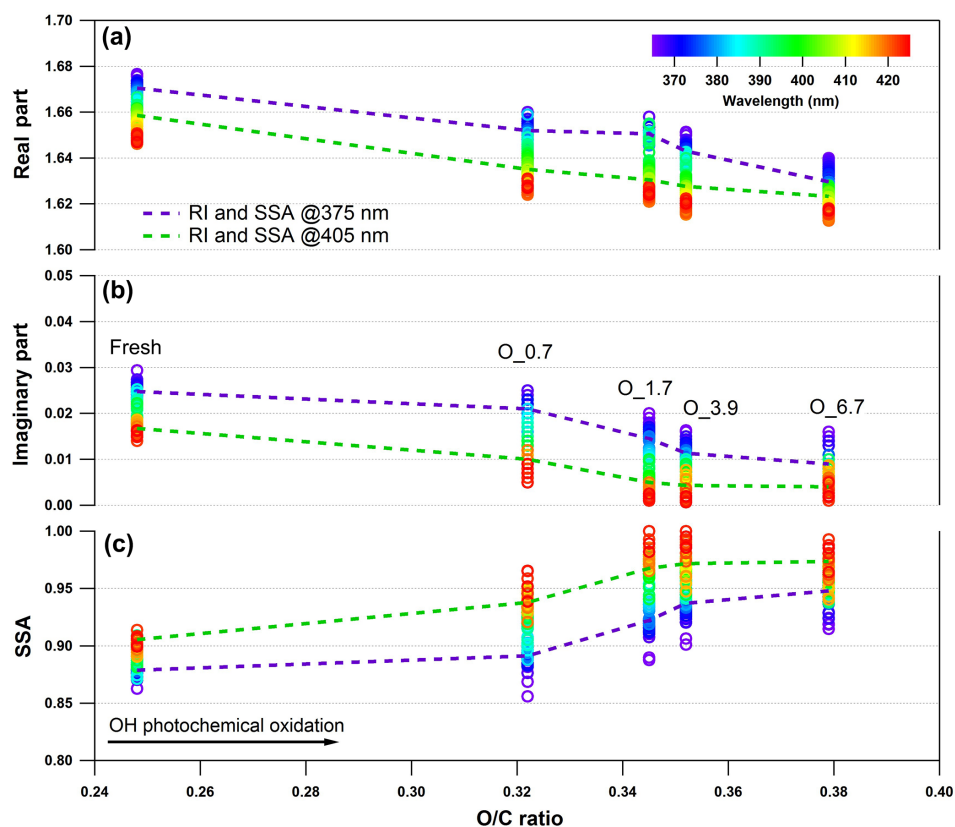 (a)
1.70
1.68
1.66
1.64
1.62
1.60
Real part
370 380 390 400 410 420
Wavelength (nm)
RI and SSA @375 nm
RI and SSA @405 nm
(b)
0.05
0.04
0.03
0.02
0.01
0.00
Imaginary part
Fresh
O_0.7
O_1.7
O_3.9
O_6.7
(c)
1.00
0.95
0.90
0.85
0.80
SSA
OH photochemical oxidation
0.24 0.26 0.28 0.30 0.32 0.34 0.36 0.38 0.40
O/C ratio